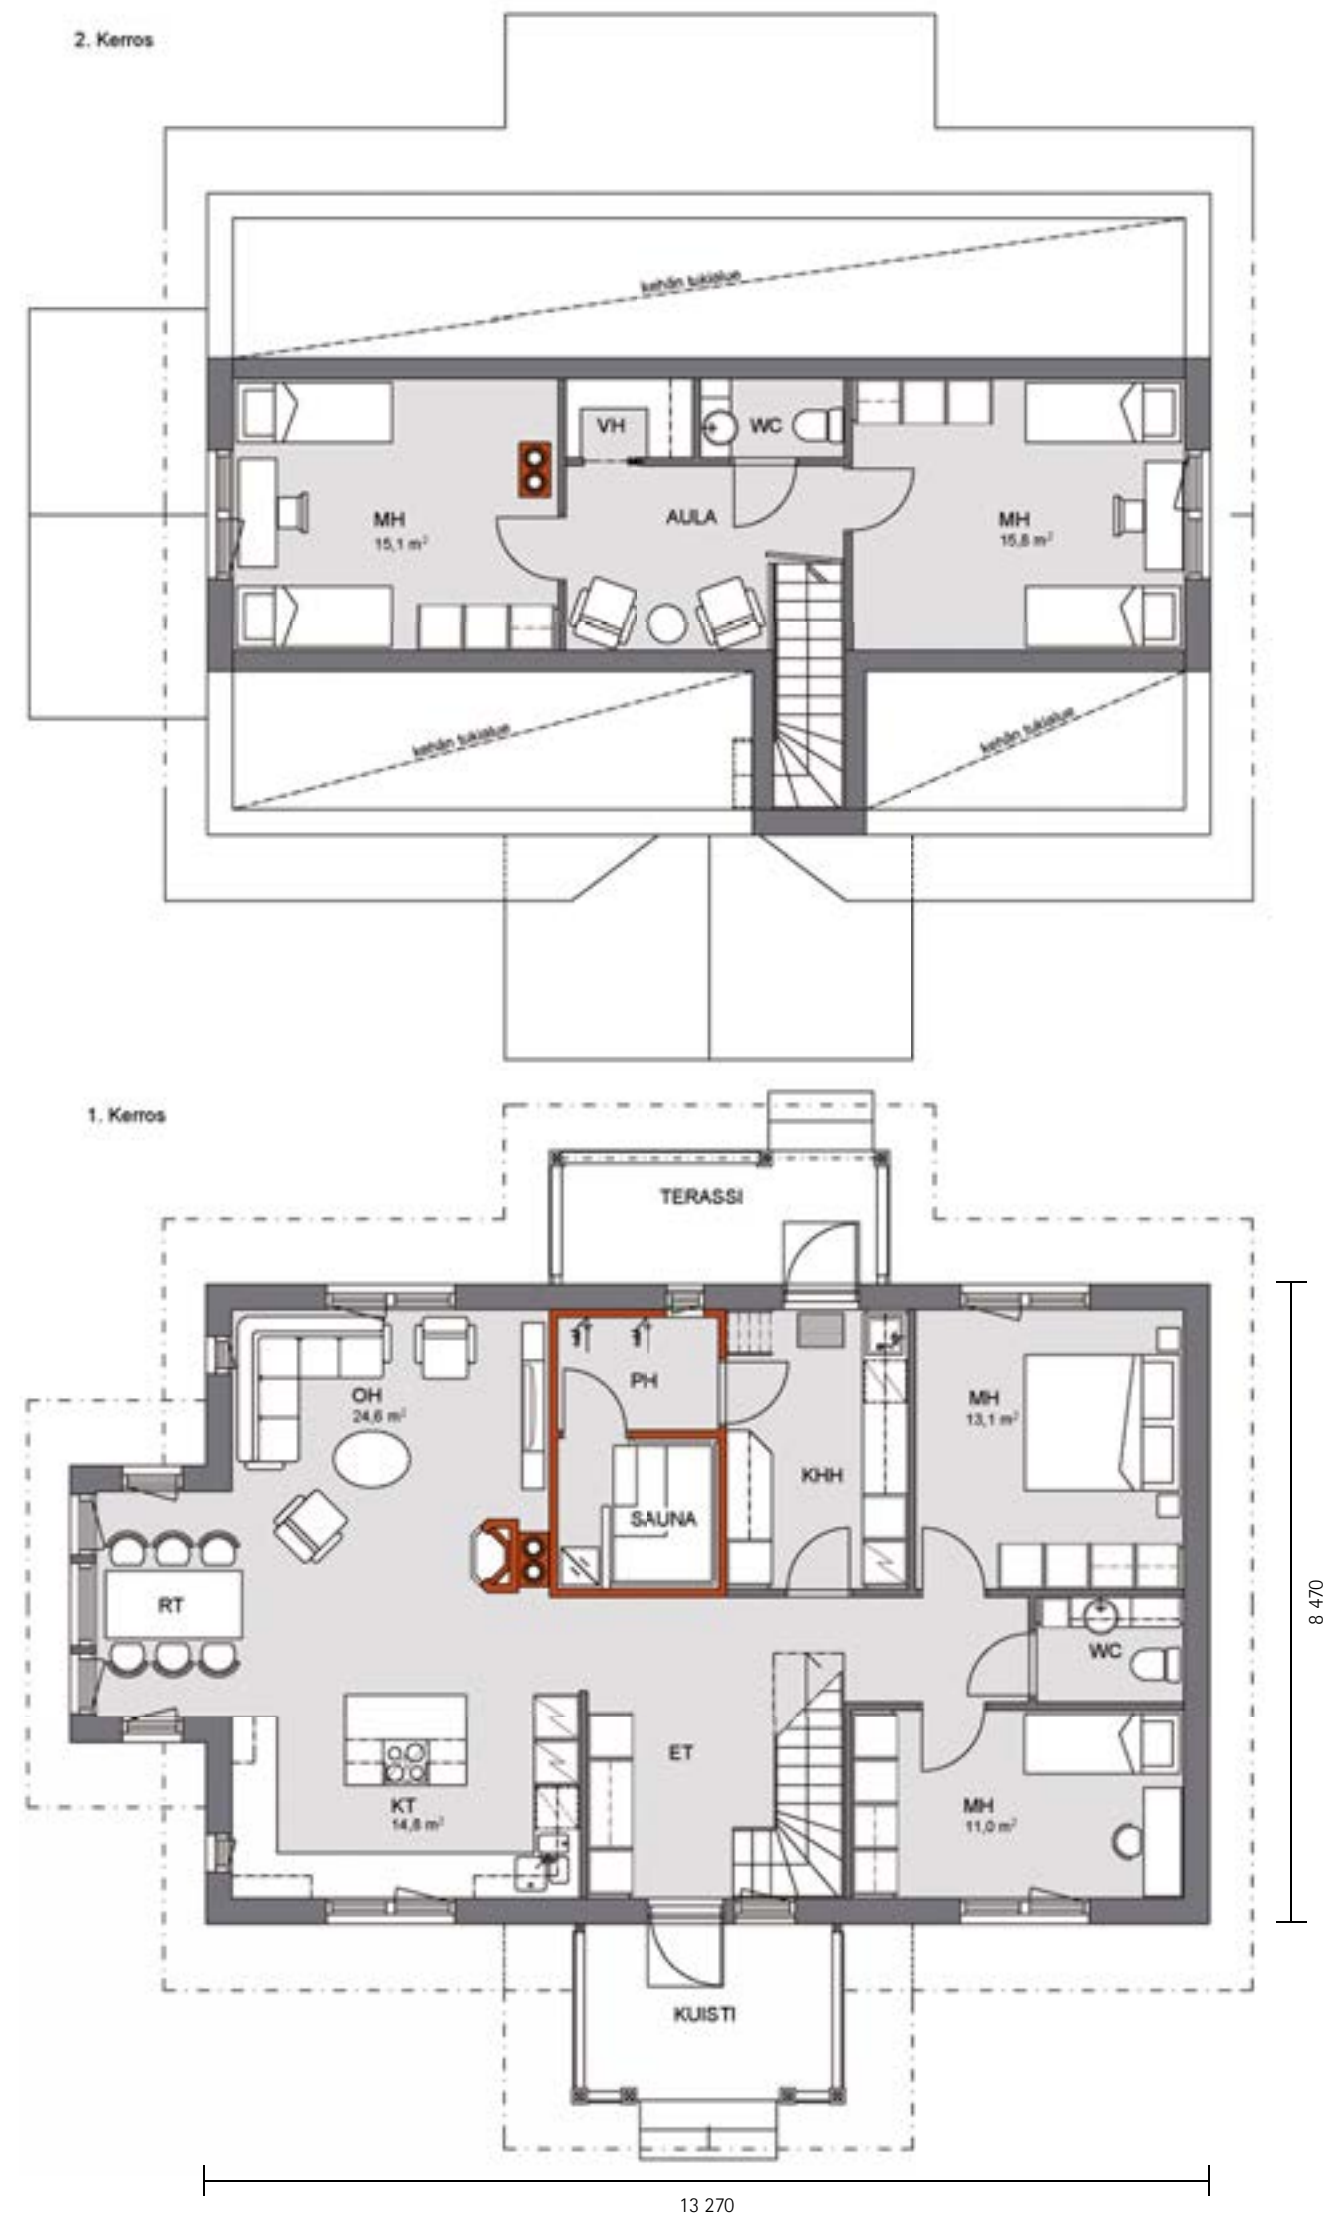 2. Kerros
kehän tukialue
VH
WC
MH
15,1 m²
AULA
MH
15,8 m²
kehän tukialue
kehän tukialue
1. Kerros
TERASSI
PH
OH
24,6 m²
MH
13,1 m²
KHH
SAUNA
RT
WC
ET
KT
14,8 m²
MH
11,0 m²
KUISTI
8 470
13 270